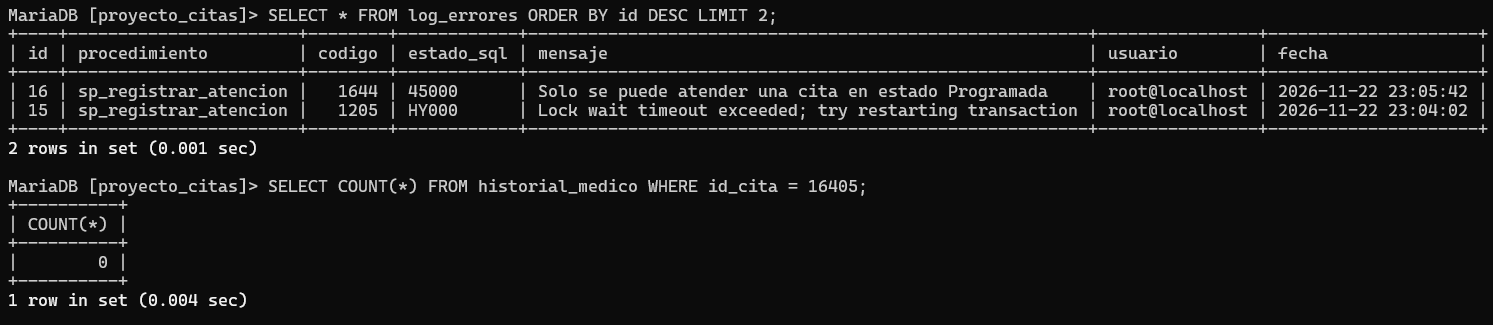 MariaDB [proyecto_citas]> SELECT * FROM log_errores ORDER BY id DESC LIMIT 2;
+----+-----------------------+--------+------------+-------------------------------------------------------+----------------+---------------------+
| id | procedimiento         | codigo | estado_sql | mensaje                                               | usuario        | fecha               |
+----+-----------------------+--------+------------+-------------------------------------------------------+----------------+---------------------+
| 16 | sp_registrar_atencion |   1644 | 45000      | Solo se puede atender una cita en estado Programada   | root@localhost | 2026-11-22 23:05:42 |
| 15 | sp_registrar_atencion |   1205 | HY000      | Lock wait timeout exceeded; try restarting transaction | root@localhost | 2026-11-22 23:04:02 |
+----+-----------------------+--------+------------+-------------------------------------------------------+----------------+---------------------+
2 rows in set (0.001 sec)
MariaDB [proyecto_citas]> SELECT COUNT(*) FROM historial_medico WHERE id_cita = 16405;
+----------+
| COUNT(*) |
+----------+
|        0 |
+----------+
1 row in set (0.004 sec)